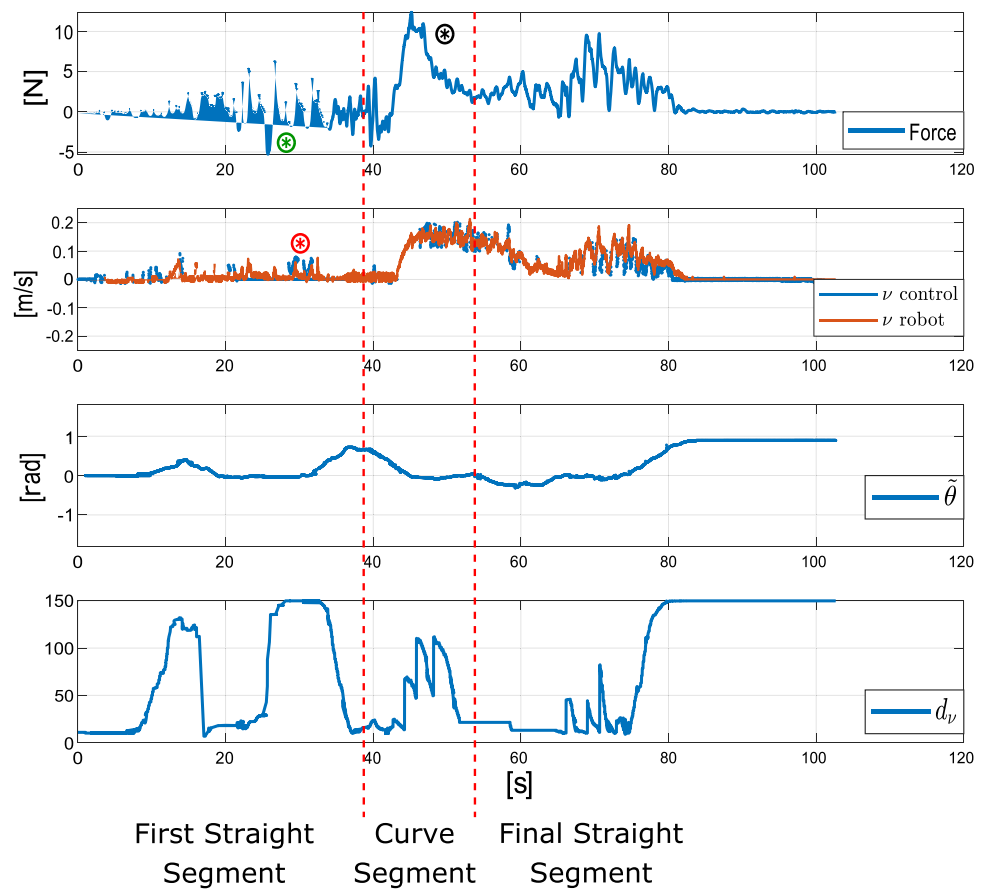 10
5
0
-5
[N]
Force
0 20 40 60 80 100 120
0.2
0.1
0
-0.1
-0.2
[m/s]
ν control
ν robot
0 20 40 60 80 100 120
1
0
-1
[rad]
θ̃
0 20 40 60 80 100 120
150
100
50
0
dᵥ
0 20 40 60 80 100 120
[s]
First Straight Segment
Curve Segment
Final Straight Segment